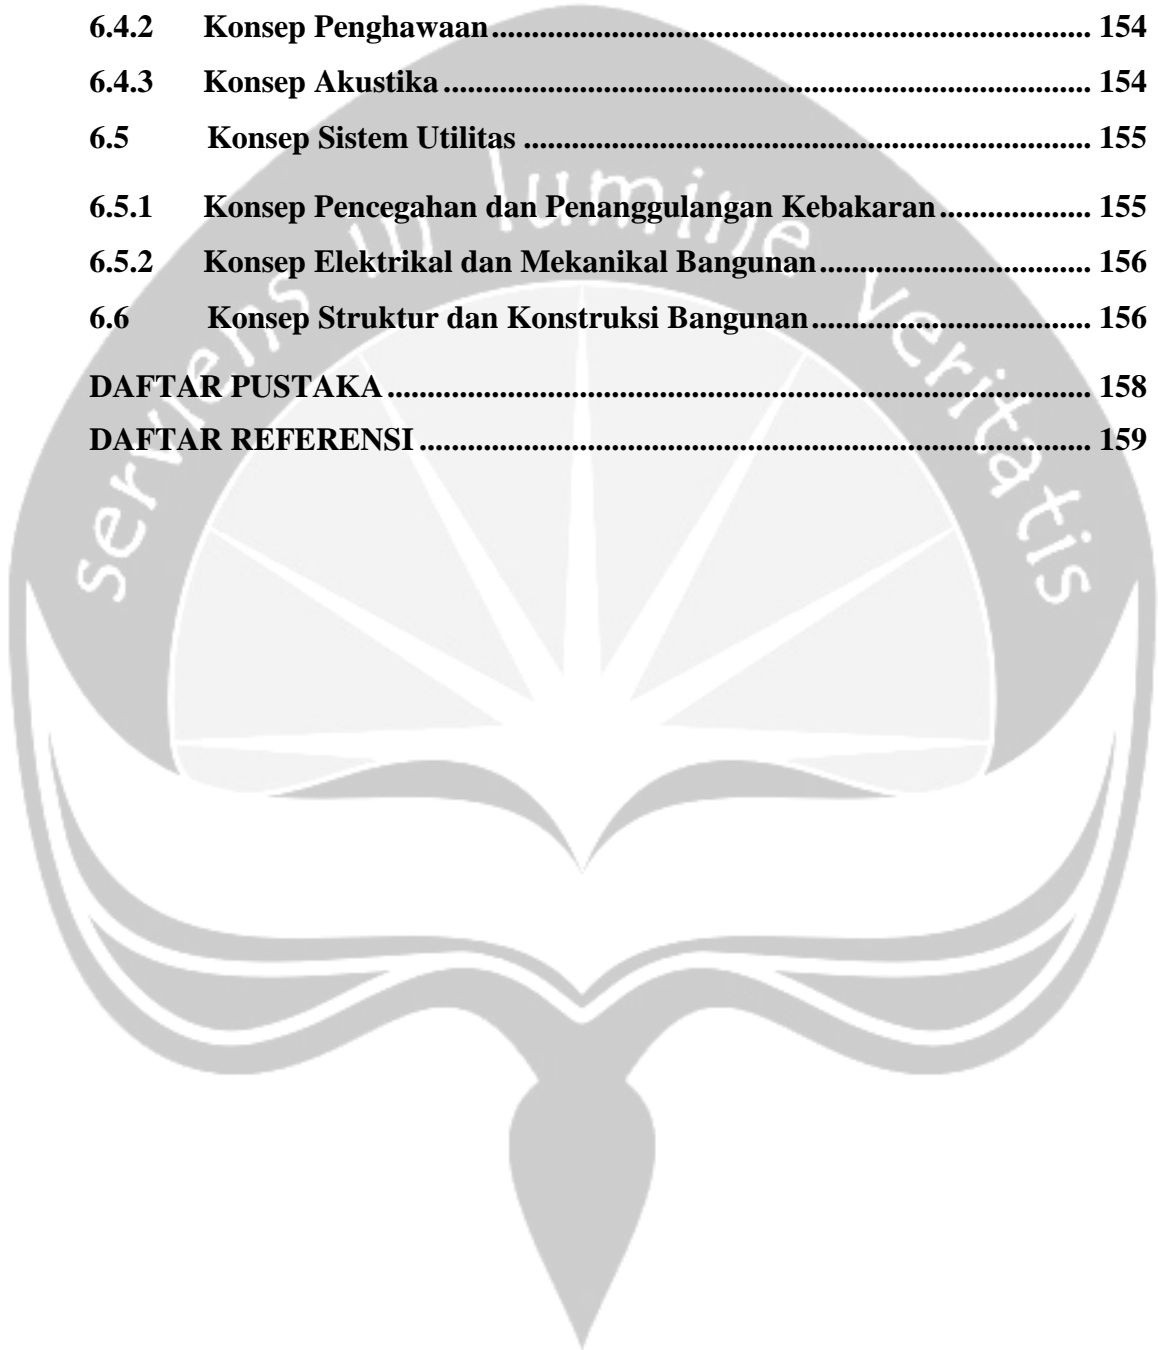 6.4.2 Konsep Penghawaan.......................................................................... 154
6.4.3 Konsep Akustika................................................................................ 154
6.5 Konsep Sistem Utilitas ...................................................................... 155
6.5.1 Konsep Pencegahan dan Penanggulangan Kebakaran................... 155
6.5.2 Konsep Elektrikal dan Mekanikal Bangunan.................................. 156
6.6 Konsep Struktur dan Konstruksi Bangunan................................... 156
DAFTAR PUSTAKA....................................................................................... 158
DAFTAR REFERENSI................................................................................... 159
serviens in lumine veritatis